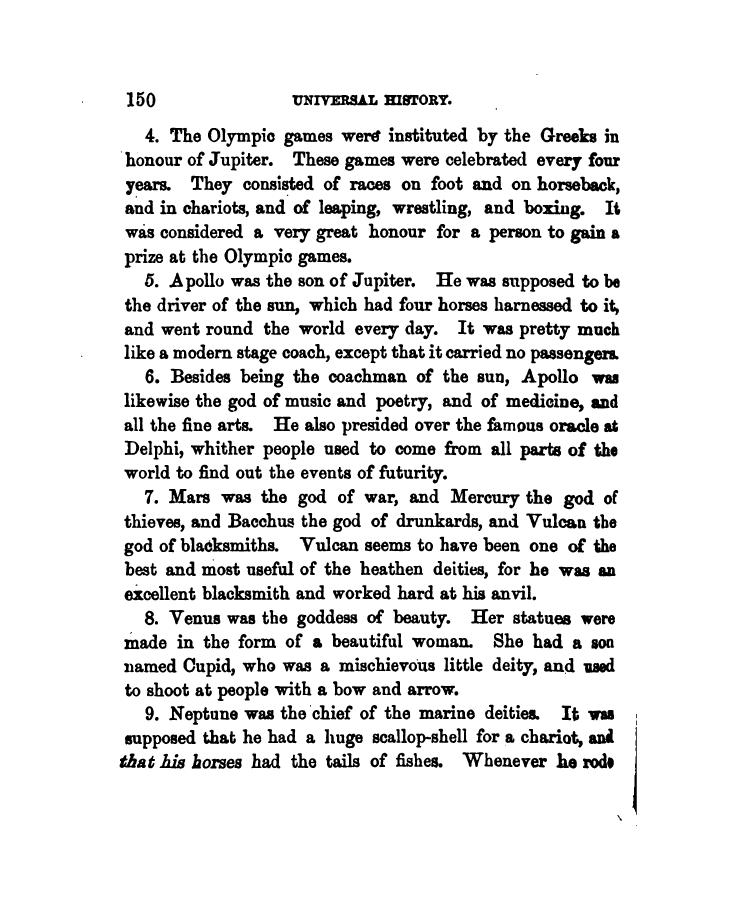 150 UNIVERSAL HISTORY.
4. The Olympic games were instituted by the Greeks in
honour of Jupiter. These games were celebrated every four
years. They consisted of races on foot and on horseback,
and in chariots, and of leaping, wrestling, and boxing. It
was considered a very great honour for a person to gain a
prize at the Olympic games.
5. Apollo was the son of Jupiter. He was supposed to be
the driver of the sun, which had four horses harnessed to it,
and went round the world every day. It was pretty much
like a modern stage coach, except that it carried no passengers.
6. Besides being the coachman of the sun, Apollo was
likewise the god of music and poetry, and of medicine, and
all the fine arts. He also presided over the famous oracle at
Delphi, whither people used to come from all parts of the
world to find out the events of futurity.
7. Mars was the god of war, and Mercury the god of
thieves, and Bacchus the god of drunkards, and Vulcan the
god of blacksmiths. Vulcan seems to have been one of the
best and most useful of the heathen deities, for he was an
excellent blacksmith and worked hard at his anvil.
8. Venus was the goddess of beauty. Her statues were
made in the form of a beautiful woman. She had a son
named Cupid, who was a mischievous little deity, and used
to shoot at people with a bow and arrow.
9. Neptune was the chief of the marine deities. It was
supposed that he had a huge scallop-shell for a chariot, and
that his horses had the tails of fishes. Whenever he rode